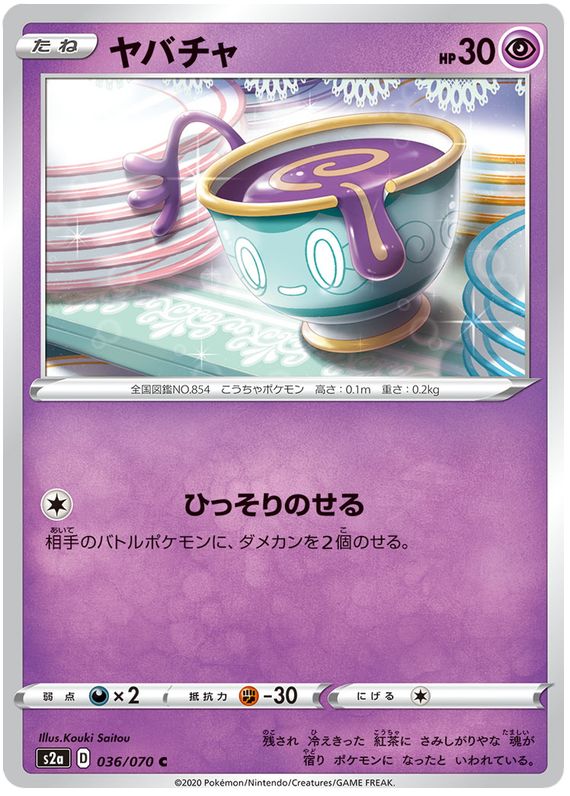 たね ヤバチャ HP30
全国図鑑NO.854 こうちゃポケモン 高さ：0.1m 重さ：0.2kg
ひっそりのせる
相手のバトルポケモンに、ダメカンを2個のせる。
弱点 ×2 抵抗力 -30 にげる
Illus.Kouki Saitou
s2a D 036/070 C
残され 冷えきった 紅茶に さみしがりやな 魂が
宿り ポケモンに なったと いわれている。
©2020 Pokémon/Nintendo/Creatures/GAME FREAK.